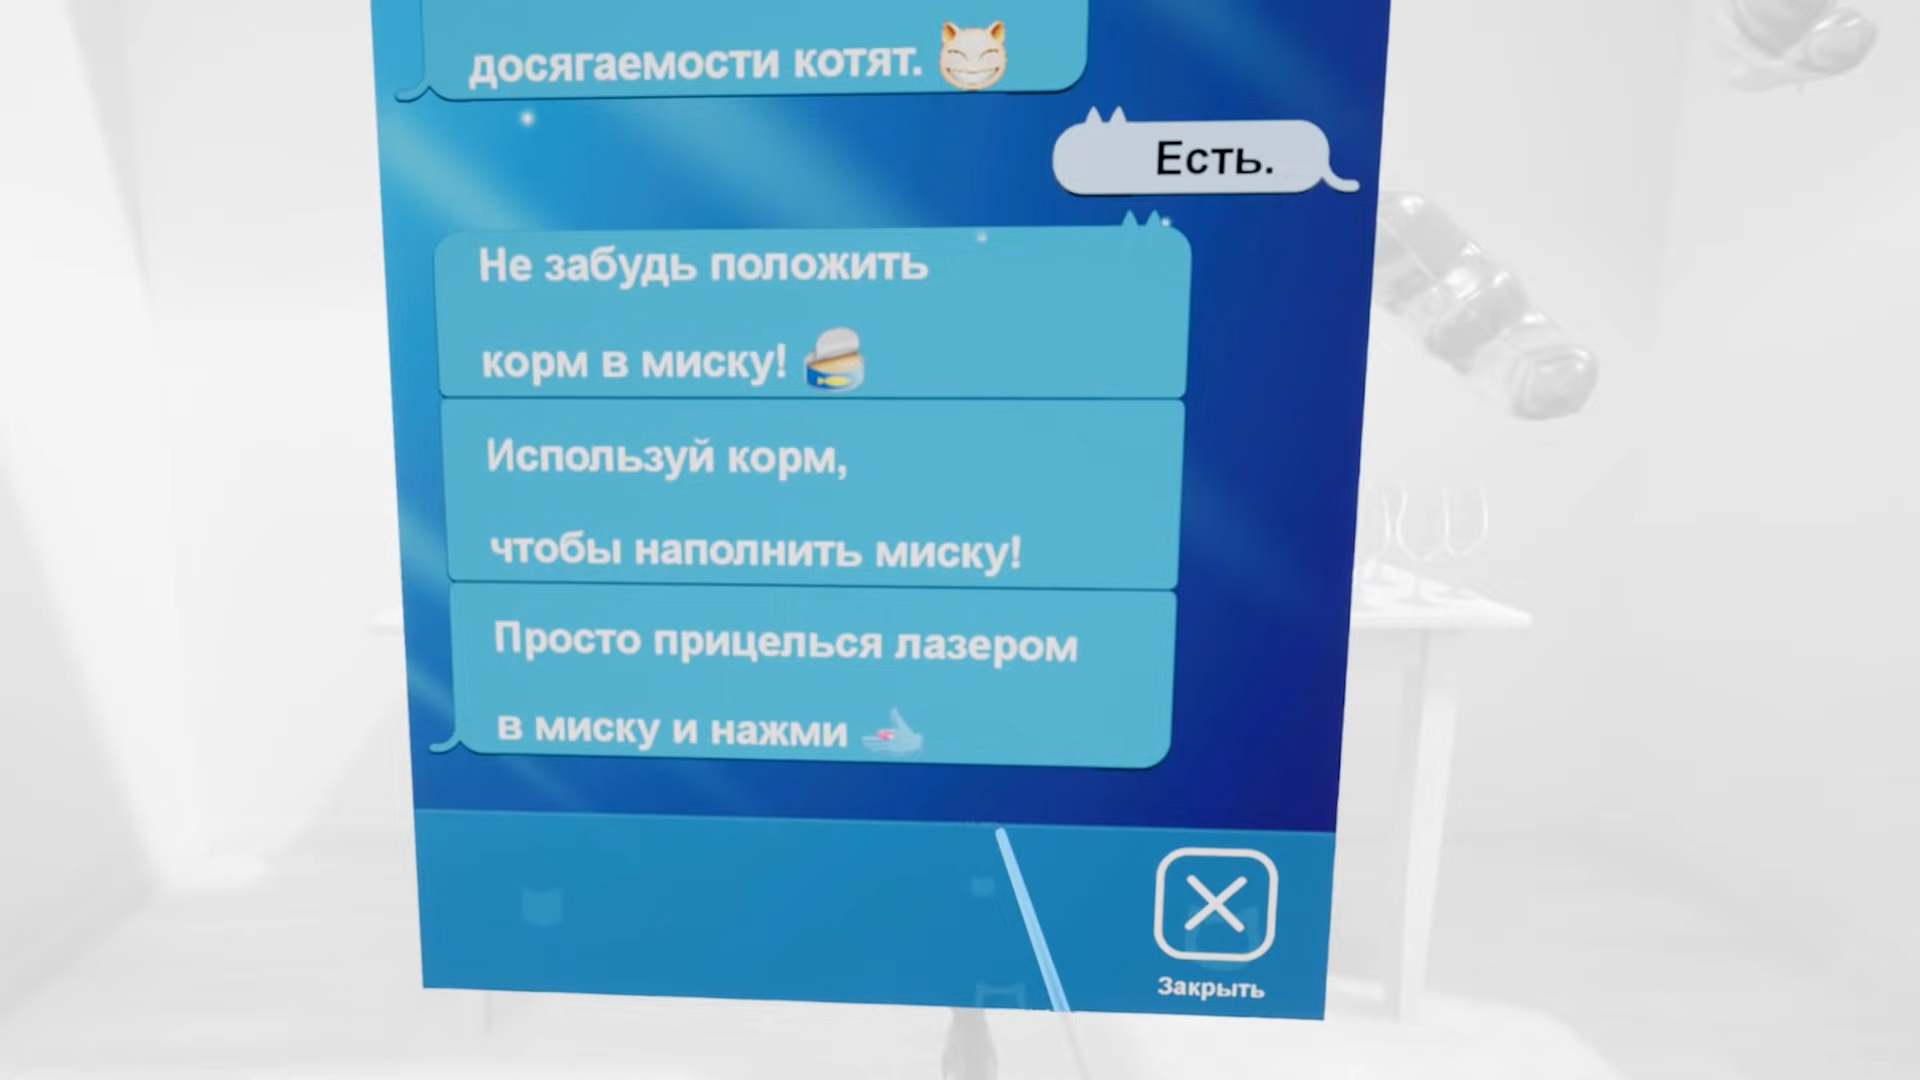 досягаемости котят.
Есть.
Не забудь положить
корм в миску!
Используй корм,
чтобы наполнить миску!
Просто прицелься лазером
в миску и нажми
Закрыть